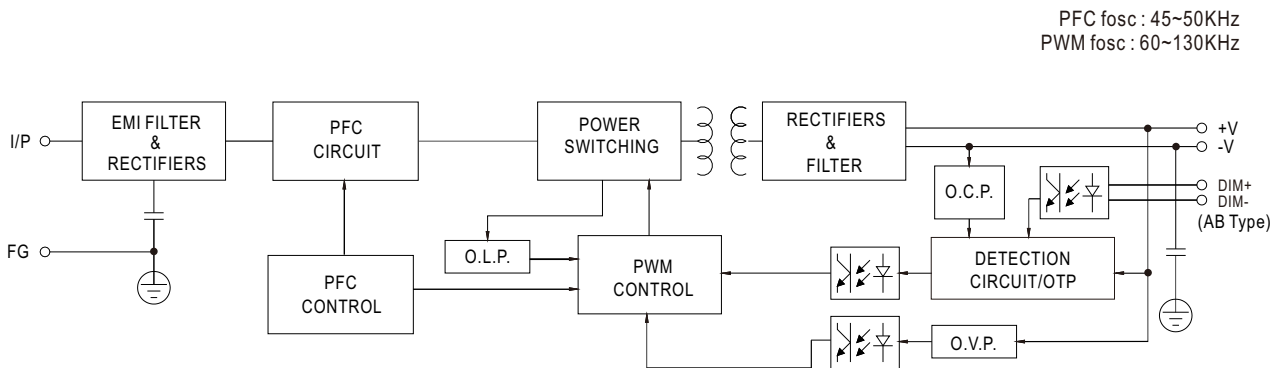 PFC fosc : 45~50KHz
PWM fosc : 60~130KHz
I/P
EMI FILTER
&
RECTIFIERS
PFC
CIRCUIT
POWER
SWITCHING
RECTIFIERS
&
FILTER
+V
-V
O.C.P.
DIM+
DIM-
(AB Type)
FG
O.L.P.
PFC
CONTROL
PWM
CONTROL
DETECTION
CIRCUIT/OTP
O.V.P.